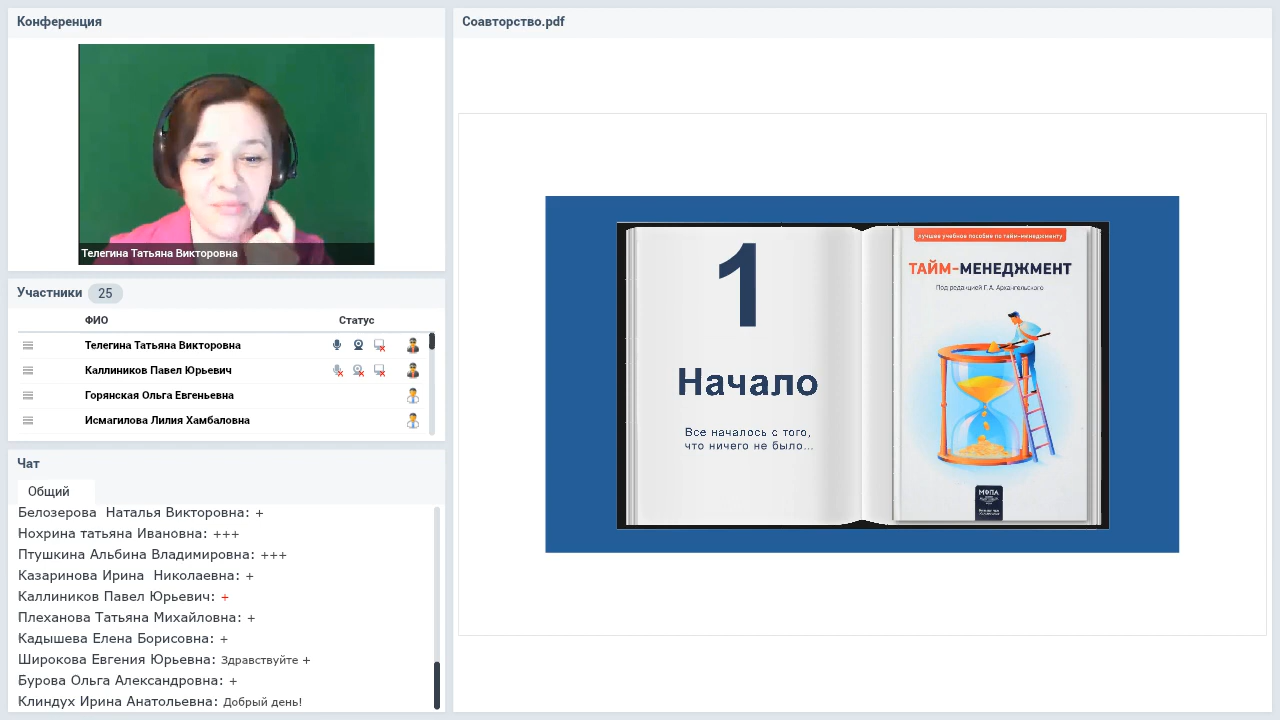 Конференция
Телегина Татьяна Викторовна
Участники 25
ФИО Статус
Телегина Татьяна Викторовна
Каллиников Павел Юрьевич
Горянская Ольга Евгеньевна
Исмагилова Лилия Хамбаловна
Чат
Общий
Белозерова  Наталья Викторовна: +
Нохрина татьяна Ивановна: +++
Птушкина Альбина Владимировна: +++
Казаринова Ирина  Николаевна: +
Каллиников Павел Юрьевич: +
Плеханова Татьяна Михайловна: +
Кадышева Елена Борисовна: +
Широкова Евгения Юрьевна: Здравствуйте +
Бурова Ольга Александровна: +
Клиндух Ирина Анатольевна: Добрый день!
Соавторство.pdf
1
Начало
Все началось с того,
что ничего не было...
лучшее учебное пособие по тайм-менеджменту
ТАЙМ-МЕНЕДЖМЕНТ
Под редакцией Г.А. Архангельского
МФПА